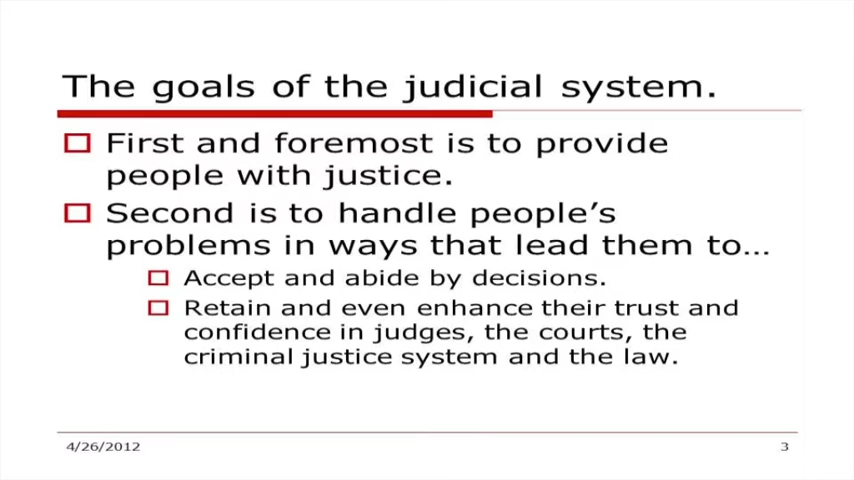 The goals of the judicial system.
First and foremost is to provide
people with justice.
Second is to handle people's
problems in ways that lead them to...
Accept and abide by decisions.
Retain and even enhance their trust and
confidence in judges, the courts, the
criminal justice system and the law.
4/26/2012
3